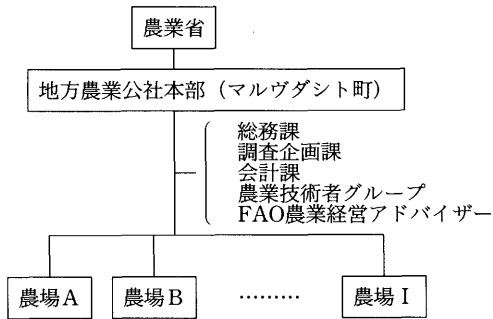 農業省
地方農業公社本部（マルヴダシト町）
総務課
調査企画課
会計課
農業技術者グループ
FAO農業経営アドバイザー
農場A 農場B ……… 農場I